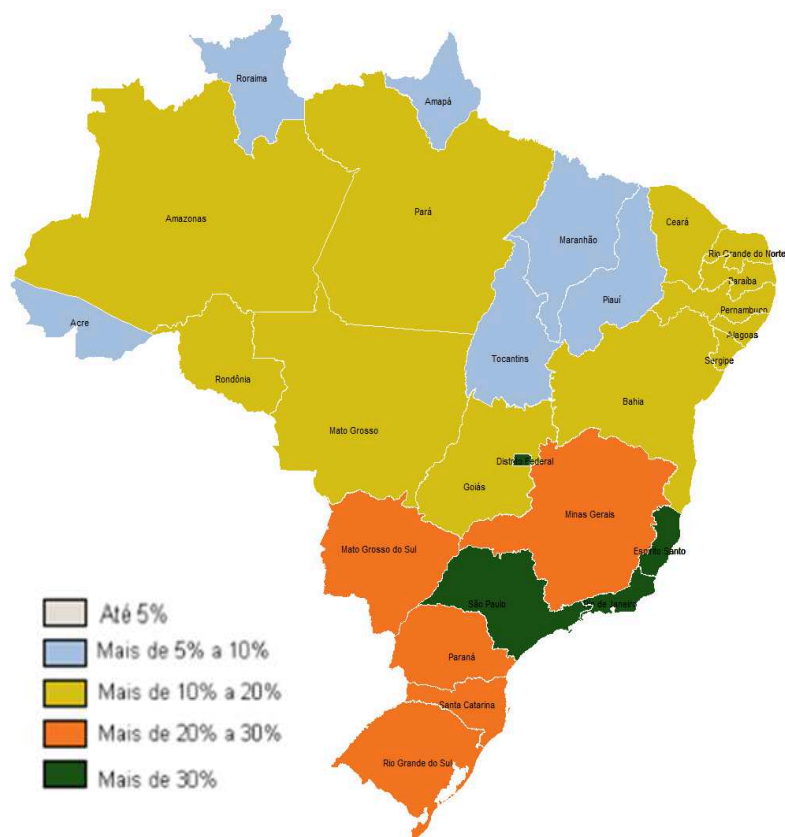 Roraima
Amapá
Amazonas
Pará
Maranhão
Ceará
Rio Grande do Norte
Paraíba
Piauí
Pernambuco
Acre
Alagoas
Tocantins
Sergipe
Rondônia
Bahia
Mato Grosso
Distrito Federal
Goiás
Minas Gerais
Mato Grosso do Sul
Espírito Santo
São Paulo
de Janeiro
Paraná
Santa Catarina
Rio Grande do Sul
Até 5%
Mais de 5% a 10%
Mais de 10% a 20%
Mais de 20% a 30%
Mais de 30%